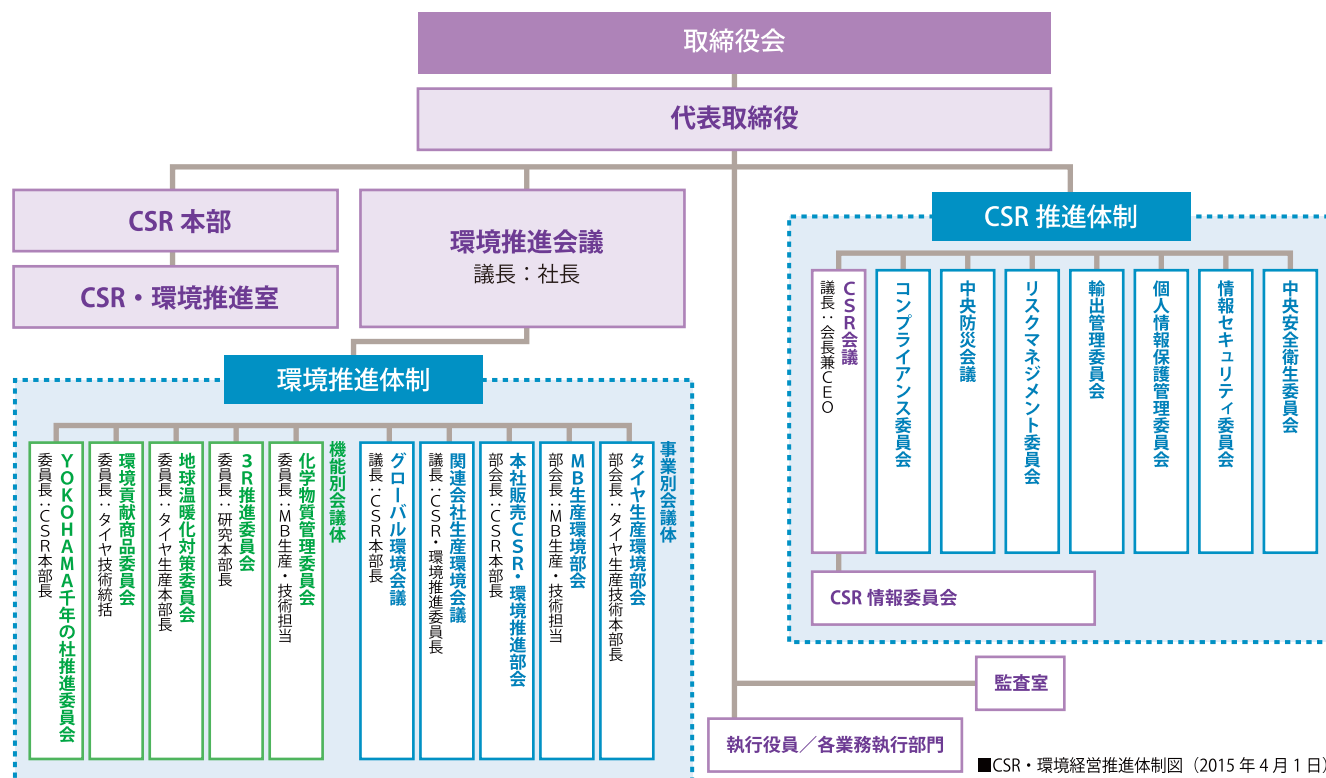 取締役会
代表取締役
CSR 本部
CSR・環境推進室
環境推進会議
議長：社長
CSR 推進体制
CSR会議
議長：会長兼CEO
コンプライアンス委員会
中央防災会議
リスクマネジメント委員会
輸出管理委員会
個人情報保護管理委員会
情報セキュリティ委員会
中央安全衛生委員会
CSR 情報委員会
環境推進体制
YOKOHAMA千年の杜推進委員会
委員長：CSR本部長
環境貢献商品委員会
委員長：タイヤ技術統括
地球温暖化対策委員会
委員長：タイヤ生産本部長
3R推進委員会
委員長：研究本部長
化学物質管理委員会
委員長：MB生産・技術担当
機能別会議体
グローバル環境会議
議長：CSR本部長
関連会社生産環境会議
議長：CSR・環境推進委員長
本社販売CSR・環境推進部会
部会長：CSR本部長
MB生産環境部会
部会長：MB生産・技術担当
タイヤ生産環境部会
部会長：タイヤ生産技術本部長
事業別会議体
監査室
執行役員／各業務執行部門
■CSR・環境経営推進体制図（2015 年 4 月 1 日）